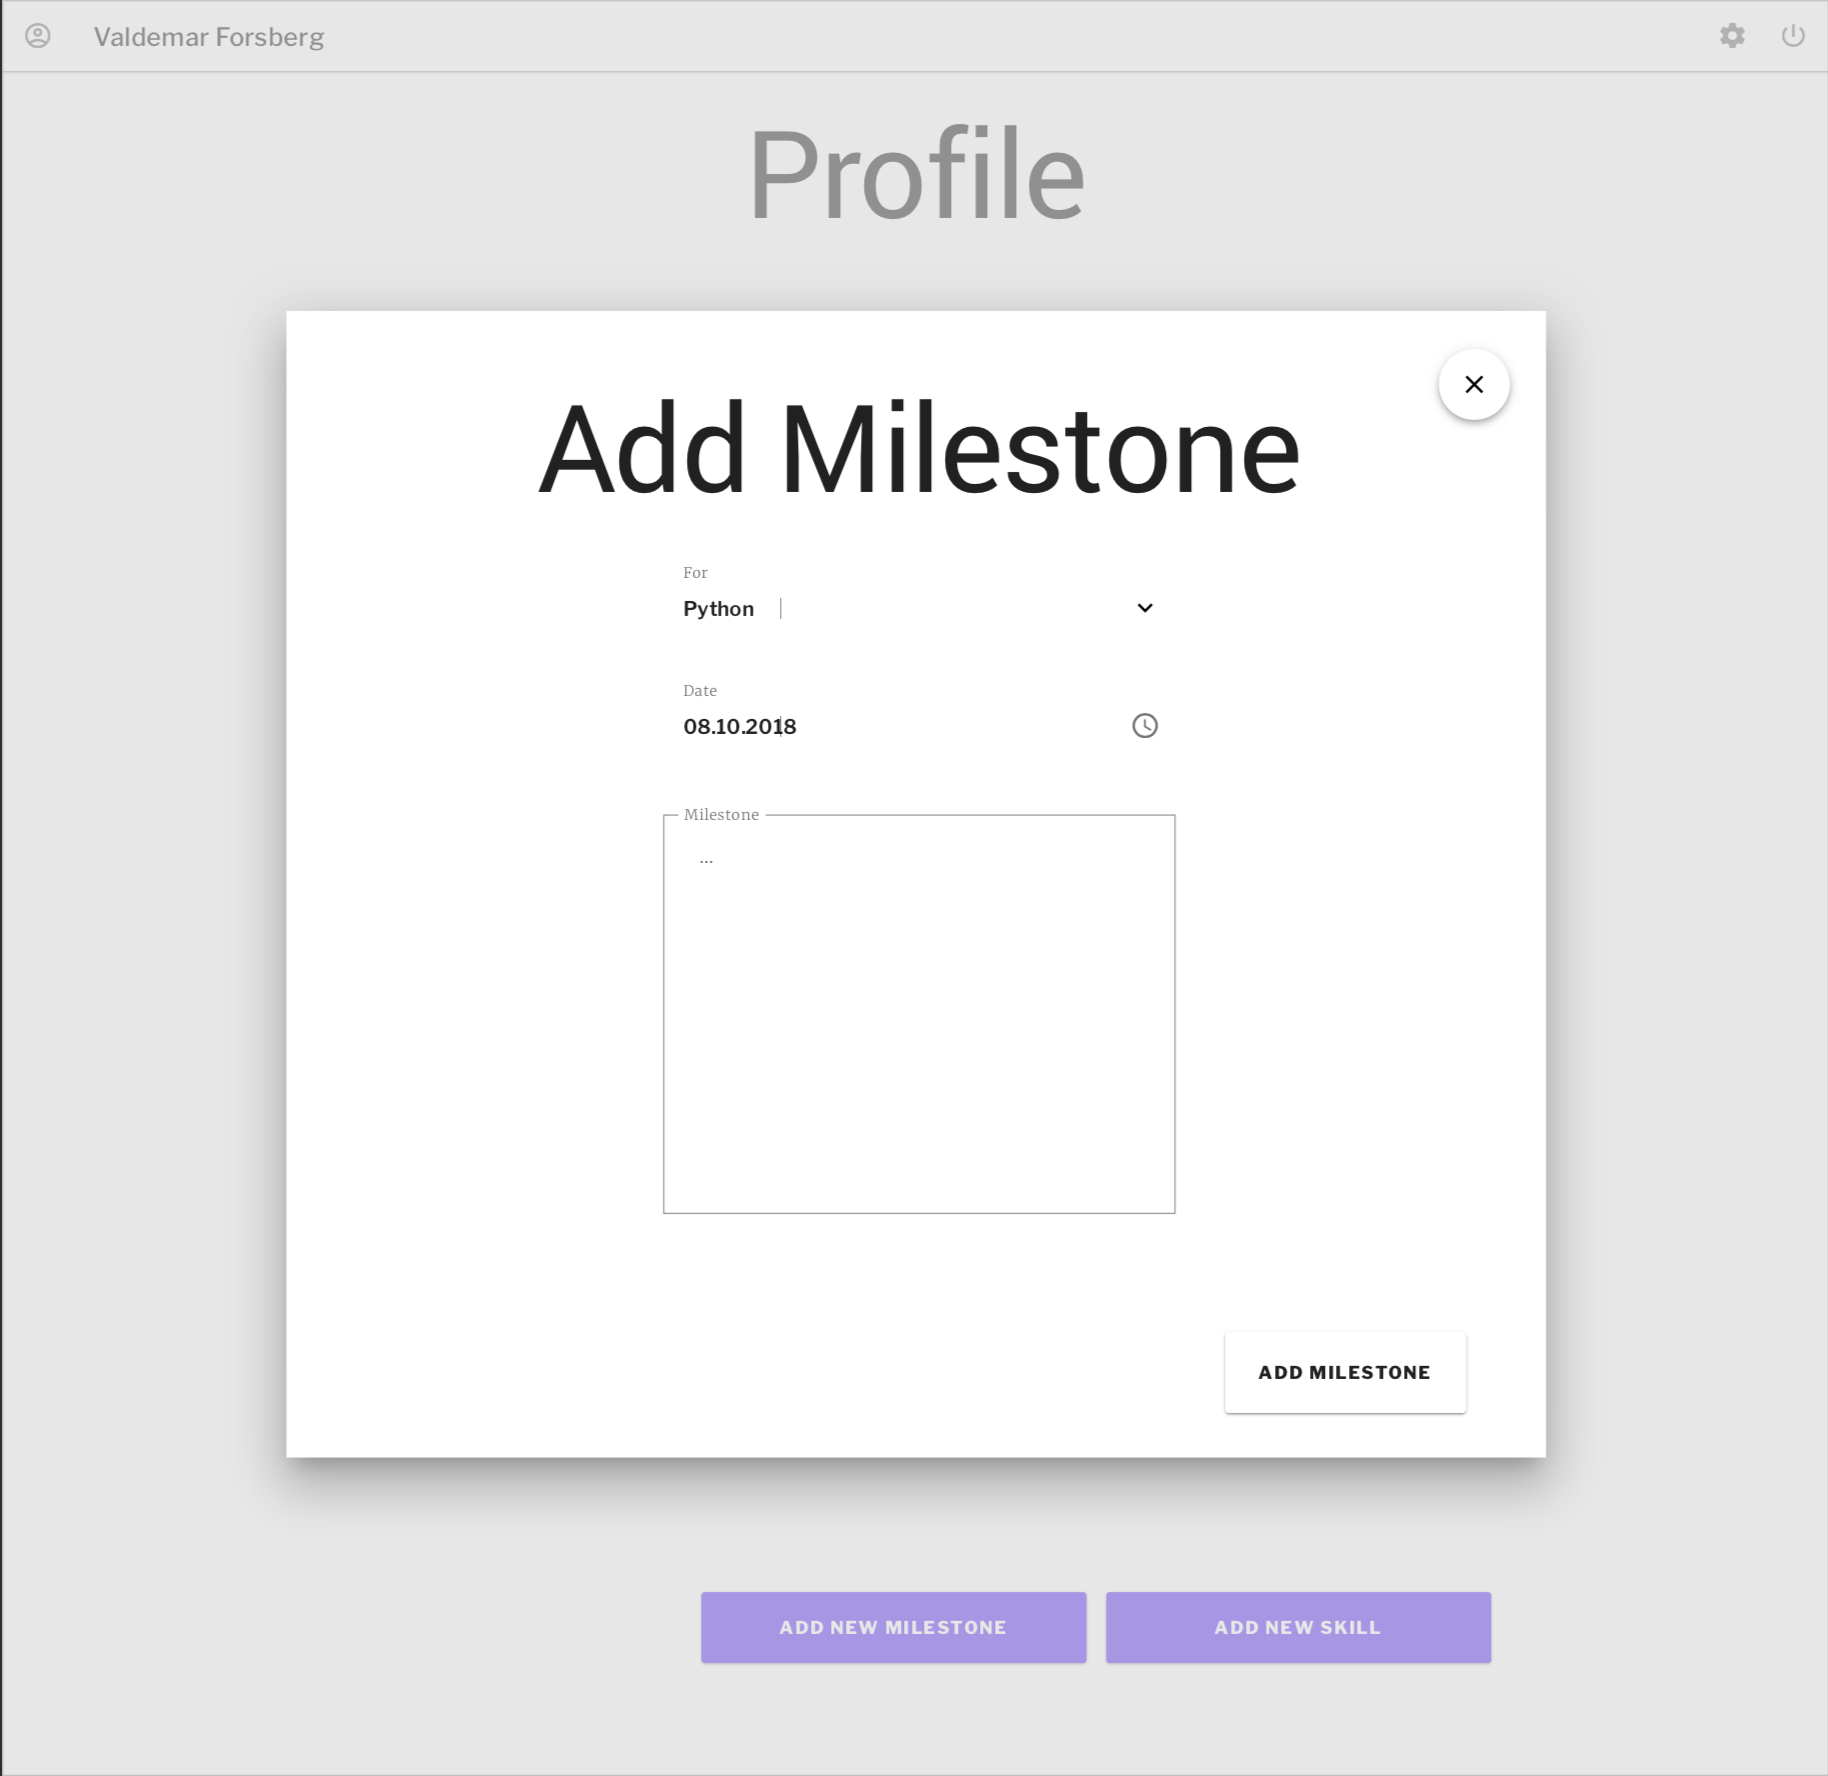 Valdemar Forsberg
Profile
Add Milestone
For
Python
Date
08.10.2018
Milestone
...
ADD MILESTONE
ADD NEW MILESTONE
ADD NEW SKILL